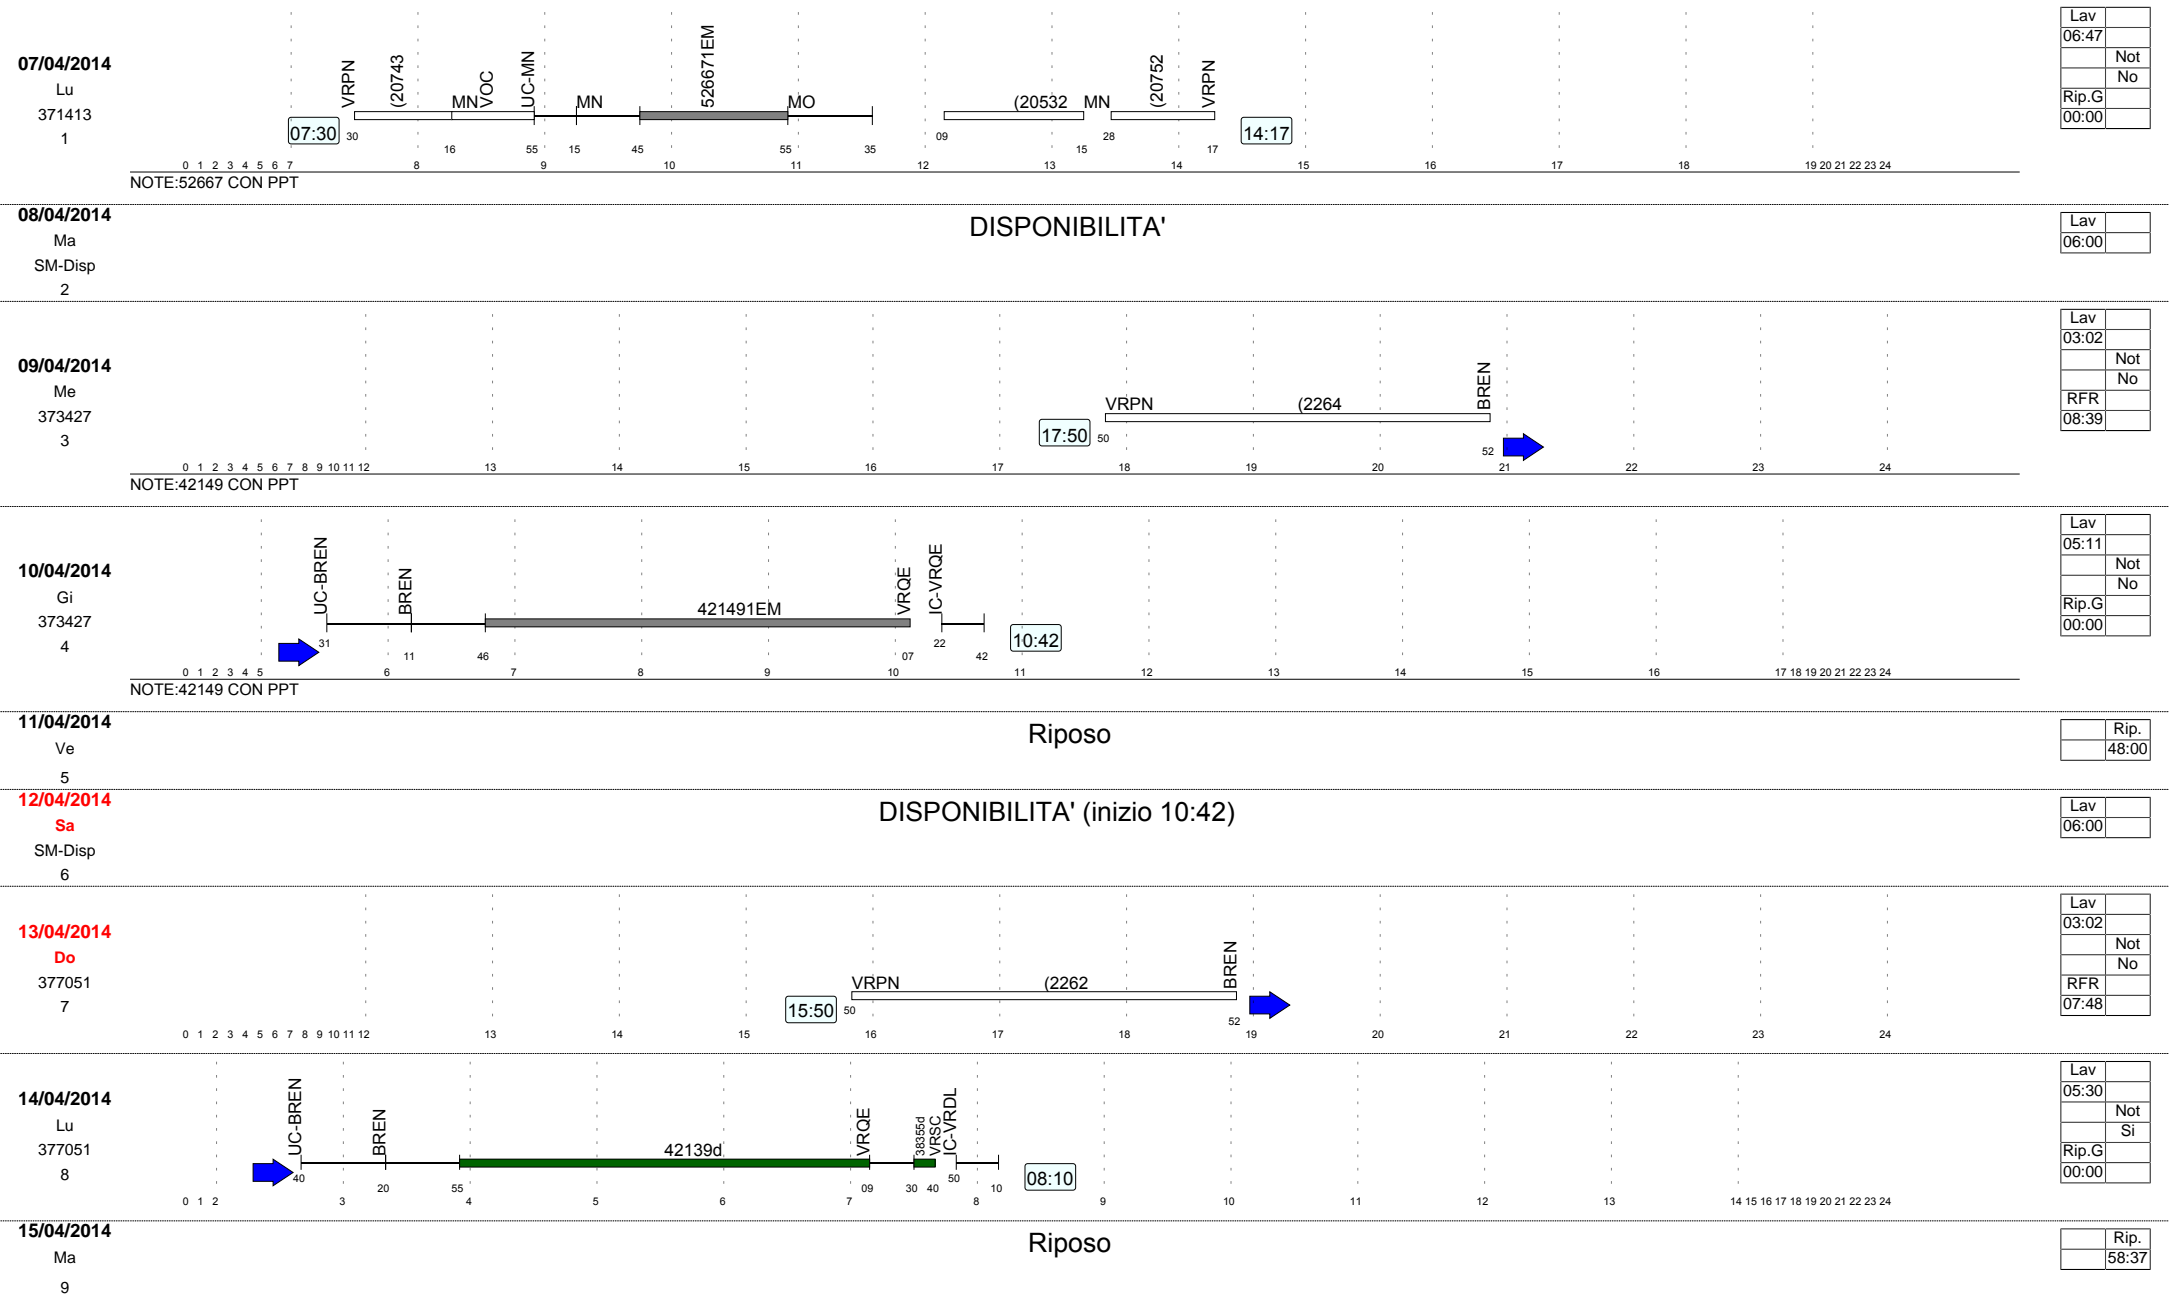 07/04/2014
Lu
371413
1
VRPN (20743 MN VOC UC-MN MN 526671EM MO (20532 MN (20752 VRPN
07:30 30 16 55 15 45 55 35 09 15 28 17 14:17
0 1 2 3 4 5 6 7 8 9 10 11 12 13 14 15 16 17 18 19 20 21 22 23 24
NOTE:52667 CON PPT
Lav
06:47
Not
No
Rip.G
00:00
08/04/2014
Ma
SM-Disp
2
DISPONIBILITA'
Lav
06:00
09/04/2014
Me
373427
3
VRPN (2264 BREN
17:50 50 52
0 1 2 3 4 5 6 7 8 9 10 11 12 13 14 15 16 17 18 19 20 21 22 23 24
NOTE:42149 CON PPT
Lav
03:02
Not
No
RFR
08:39
10/04/2014
Gi
373427
4
UC-BREN BREN 421491EM VRQE IC-VRQE
31 11 46 07 22 42 10:42
0 1 2 3 4 5 6 7 8 9 10 11 12 13 14 15 16 17 18 19 20 21 22 23 24
NOTE:42149 CON PPT
Lav
05:11
Not
No
Rip.G
00:00
11/04/2014
Ve
5
Riposo
Rip.
48:00
12/04/2014
Sa
SM-Disp
6
DISPONIBILITA' (inizio 10:42)
Lav
06:00
13/04/2014
Do
377051
7
VRPN (2262 BREN
15:50 50 52
0 1 2 3 4 5 6 7 8 9 10 11 12 13 14 15 16 17 18 19 20 21 22 23 24
Lav
03:02
Not
No
RFR
07:48
14/04/2014
Lu
377051
8
UC-BREN BREN 42139d VRQE 38355d VRSC IC-VRDL
40 20 55 09 30 40 50 10 08:10
0 1 2 3 4 5 6 7 8 9 10 11 12 13 14 15 16 17 18 19 20 21 22 23 24
Lav
05:30
Not
Si
Rip.G
00:00
15/04/2014
Ma
9
Riposo
Rip.
58:37